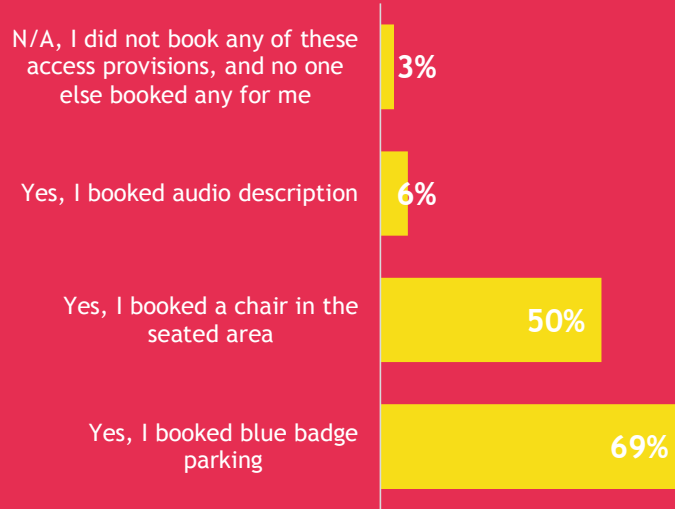 N/A, I did not book any of these
access provisions, and no one
else booked any for me
3%
Yes, I booked audio description
6%
Yes, I booked a chair in the
seated area
50%
Yes, I booked blue badge
parking
69%